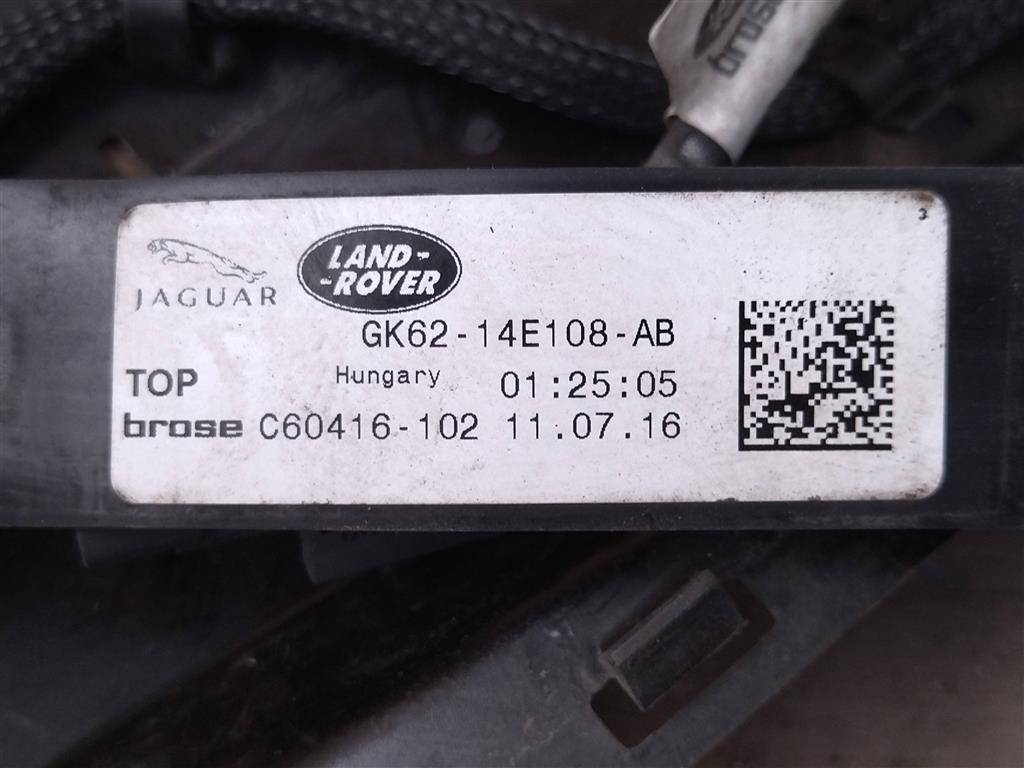 brose
3
JAGUAR
LAND-
-ROVER
GK62-14E108-AB
TOP Hungary 01:25:05
brose C60416-102 11.07.16